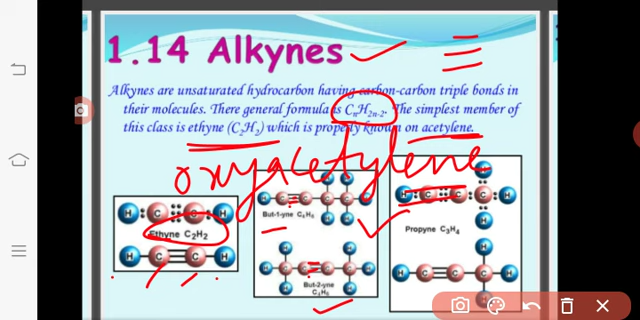 1.14 Alkynes
Alkynes are unsaturated hydrocarbon having carbon-carbon triple bonds in
their molecules. There general formula is CnH2n-2. The simplest member of
this class is ethyne (C2H2) which is properly known on acetylene.
oxyacetylene
H C C H
Ethyne C2H2
H C C H
H C C C C H
But-1-yne C4H6
H C C C C H
But-2-yne
C4H6
H C C C H
Propyne C3H4
H C C C H